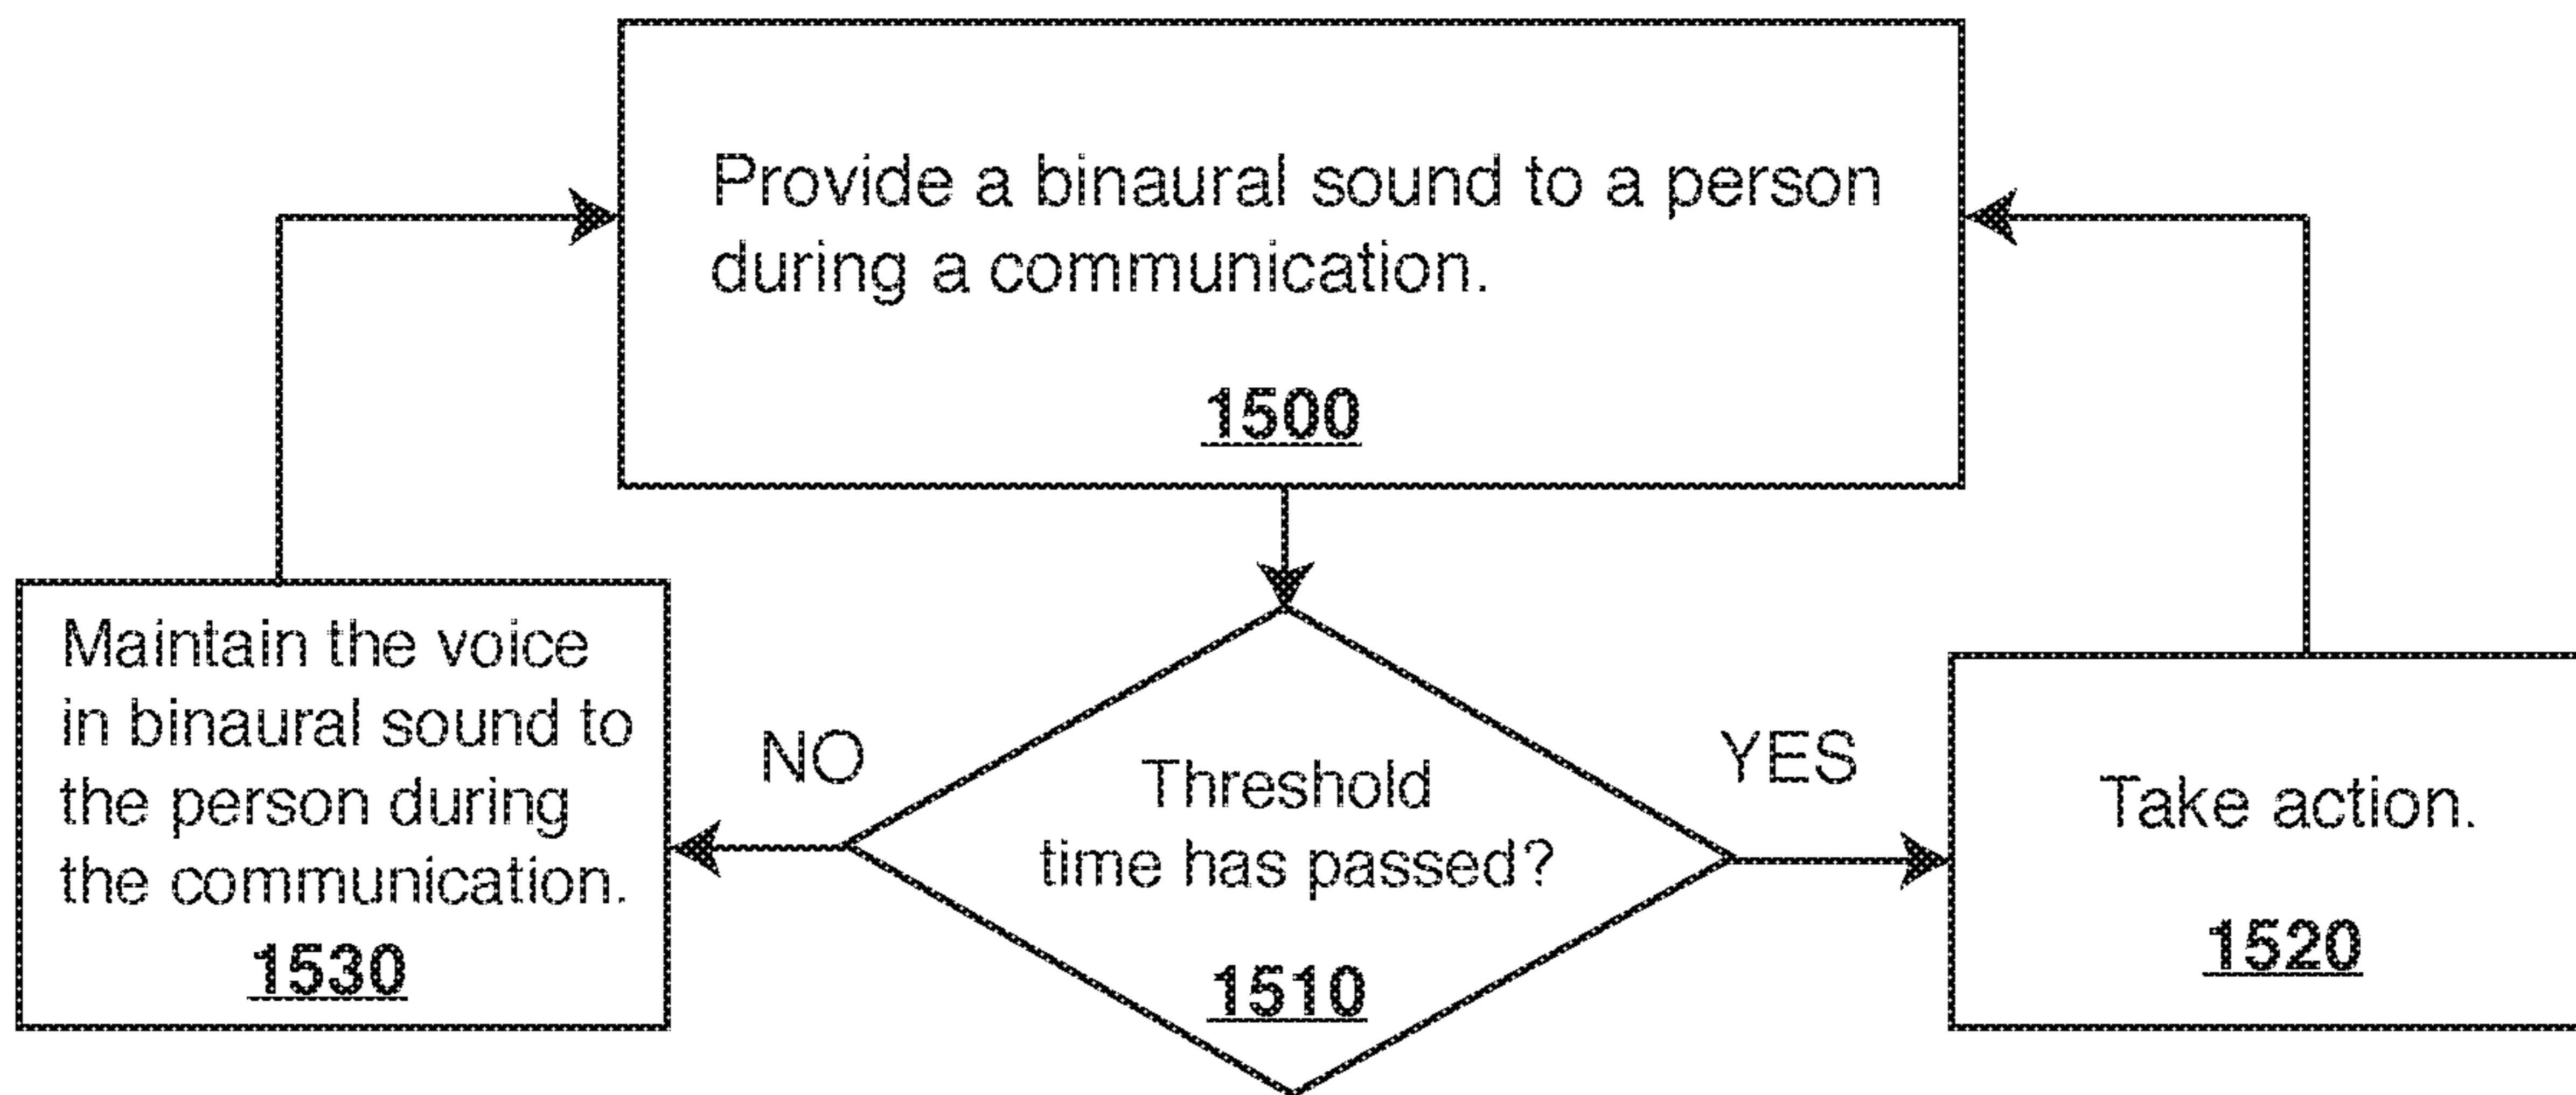 Provide a binaural sound to a person
during a communication.
1500
Maintain the voice
in binaural sound to
the person during
the communication.
1530
NO
Threshold
time has passed?
1510
YES
Take action.
1520